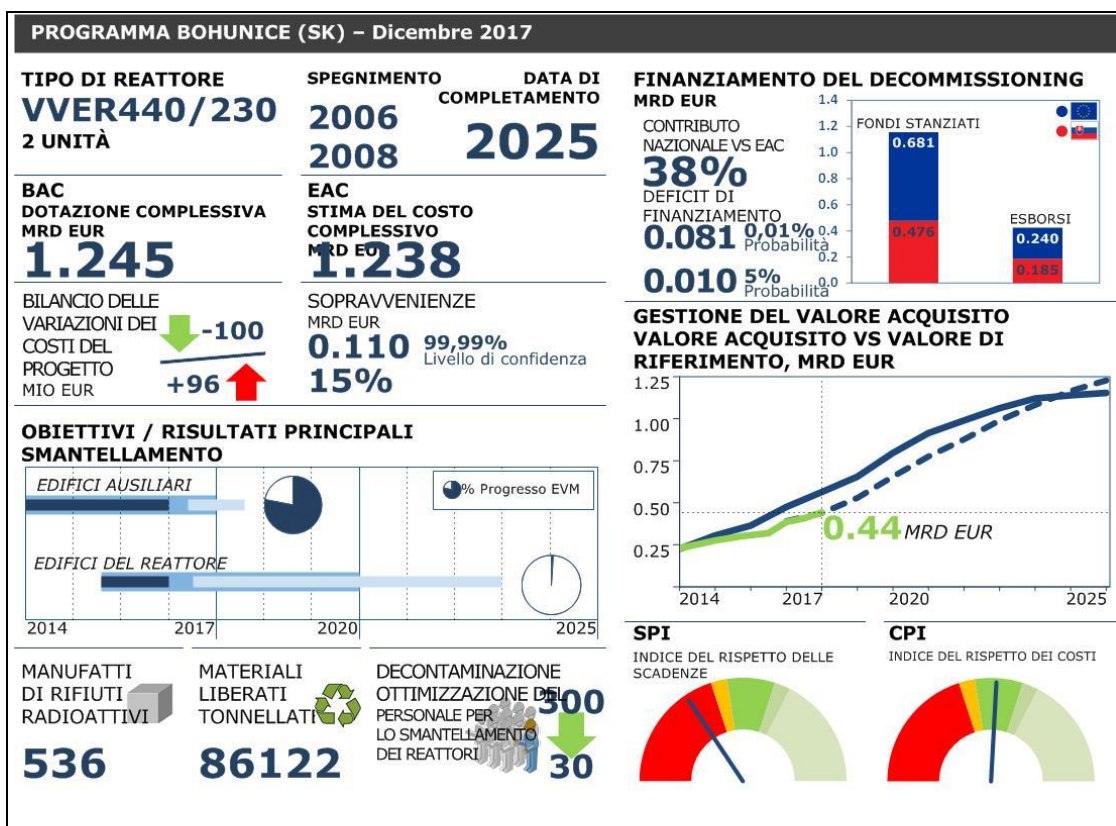 PROGRAMMA BOHUNICE (SK) – Dicembre 2017
TIPO DI REATTORE
VVER440/230
2 UNITÀ
SPEGNIMENTO
2006
2008
DATA DI
COMPLETAMENTO
2025
BAC
DOTAZIONE COMPLESSIVA
MRD EUR
1.245
EAC
STIMA DEL COSTO
COMPLESSIVO
MRD EUR
1.238
BILANCIO DELLE
VARIAZIONI DEI
COSTI DEL
PROGETTO
MIO EUR
-100
+96
SOPRAVVENIENZE
MRD EUR
0.110 99,99%
Livello di confidenza
15%
OBIETTIVI / RISULTATI PRINCIPALI
SMANTELLAMENTO
EDIFICI AUSILIARI
% Progresso EVM
EDIFICI DEL REATTORE
2014 2017 2020 2025
MANUFATTI
DI RIFIUTI
RADIOATTIVI
536
MATERIALI
LIBERATI
TONNELLATE
86122
DECONTAMINAZIONE
OTTIMIZZAZIONE DEL
PERSONALE PER
LO SMANTELLAMENTO
DEI REATTORI
300
30
FINANZIAMENTO DEL DECOMMISSIONING
MRD EUR
CONTRIBUTO
NAZIONALE VS EAC
38%
DEFICIT DI
FINANZIAMENTO
0.081 0,01%
Probabilità
0.010 5%
Probabilità
1.4
1.2
1.0
0.8
0.6
0.4
0.2
0.0
FONDI STANZIATI
0.681
0.476
ESBORSI
0.240
0.185
GESTIONE DEL VALORE ACQUISITO
VALORE ACQUISITO VS VALORE DI
RIFERIMENTO, MRD EUR
1.25
1.00
0.75
0.50
0.25
0.44 MRD EUR
2014 2017 2020 2025
SPI
INDICE DEL RISPETTO DELLE
SCADENZE
CPI
INDICE DEL RISPETTO DEI COSTI